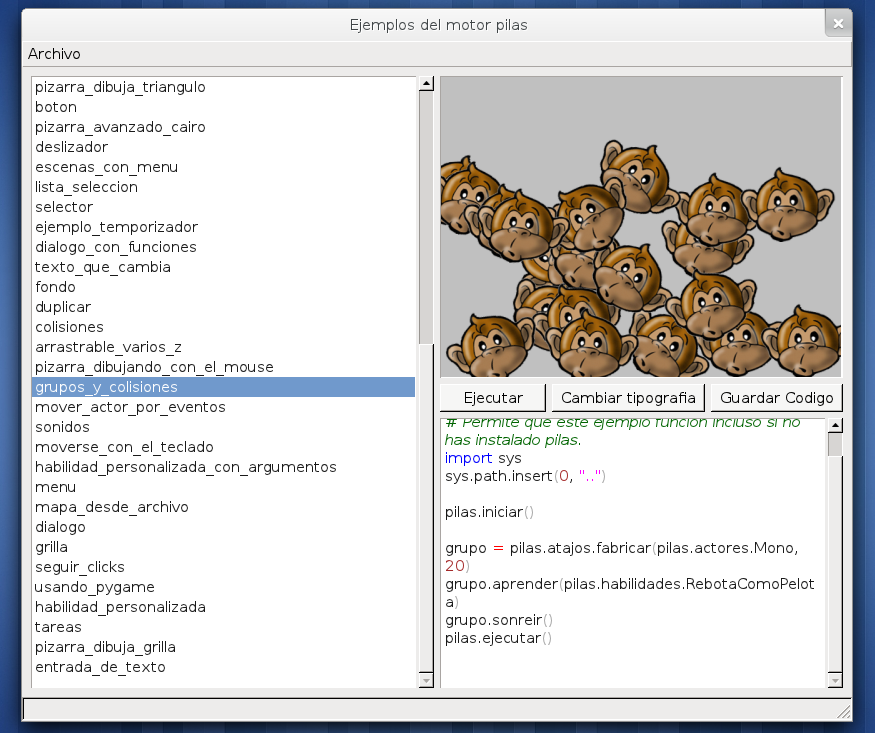 Ejemplos del motor pilas
Archivo
pizarra_dibuja_triangulo
boton
pizarra_avanzado_cairo
deslizador
escenas_con_menu
lista_seleccion
selector
ejemplo_temporizador
dialogo_con_funciones
texto_que_cambia
fondo
duplicar
colisiones
arrastrable_varios_z
pizarra_dibujando_con_el_mouse
grupos_y_colisiones
mover_actor_por_eventos
sonidos
moverse_con_el_teclado
habilidad_personalizada_con_argumentos
menu
mapa_desde_archivo
dialogo
grilla
seguir_clicks
usando_pygame
habilidad_personalizada
tareas
pizarra_dibuja_grilla
entrada_de_texto
Ejecutar
Cambiar tipografia
Guardar Codigo
# Permite que este ejemplo funcion incluso si no
has instalado pilas.
import sys
sys.path.insert(0, "..")
pilas.iniciar()
grupo = pilas.atajos.fabricar(pilas.actores.Mono,
20)
grupo.aprender(pilas.habilidades.RebotaComoPelot
a)
grupo.sonreir()
pilas.ejecutar()